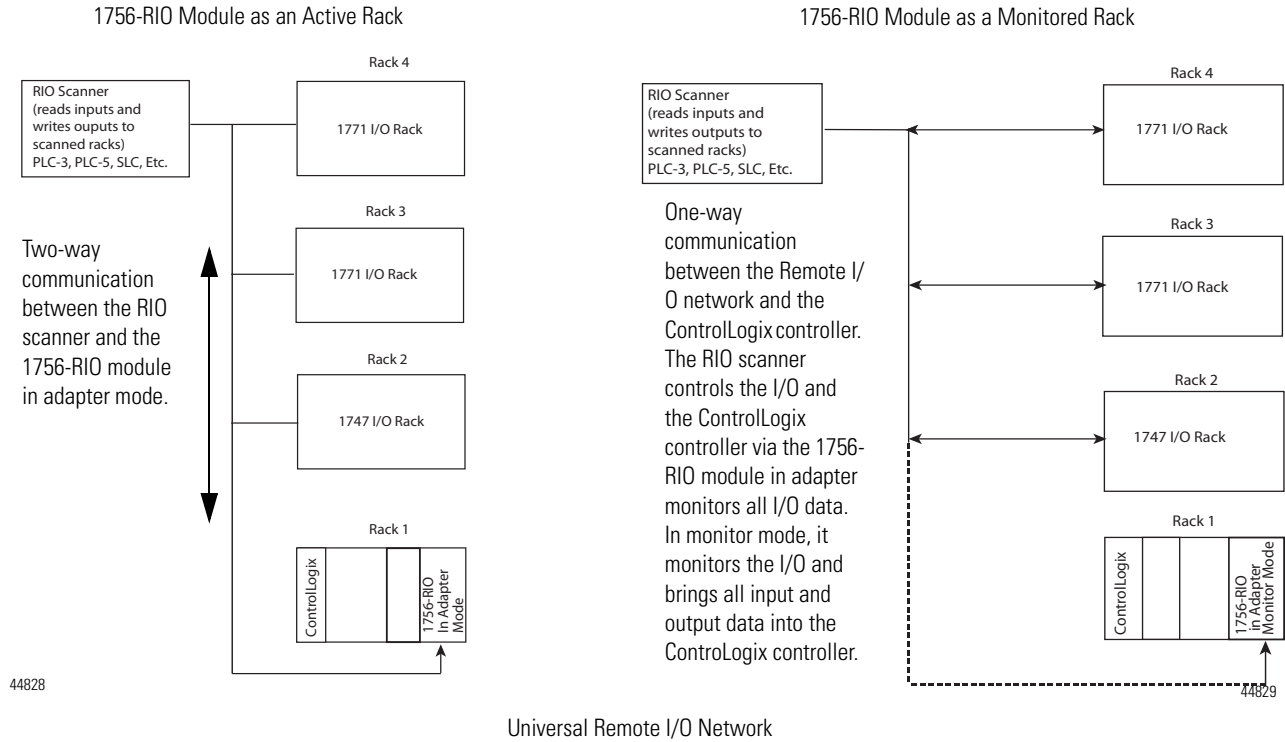 1756-RIO Module as an Active Rack
Rack 4
RIO Scanner
(reads inputs and
writes ouputs to
scanned racks)
PLC-3, PLC-5, SLC, Etc.
1771 I/O Rack
Rack 3
1771 I/O Rack
Two-way
communication
between the RIO
scanner and the
1756-RIO module
in adapter mode.
Rack 2
1747 I/O Rack
Rack 1
ControlLogix
1756-RIO
In Adapter
Mode
44828
1756-RIO Module as a Monitored Rack
Rack 4
RIO Scanner
(reads inputs and
writes outputs to
scanned racks)
PLC-3, PLC-5, SLC, Etc.
1771 I/O Rack
One-way
communication
between the Remote I/
O network and the
ControlLogix controller.
The RIO scanner
controls the I/O and
the ControlLogix
controller via the 1756-
RIO module in adapter
monitors all I/O data.
In monitor mode, it
monitors the I/O and
brings all input and
output data into the
ControLogix controller.
Rack 3
1771 I/O Rack
Rack 2
1747 I/O Rack
Rack 1
ControlLogix
1756-RIO
in Adapter
Monitor Mode
44829
Universal Remote I/O Network